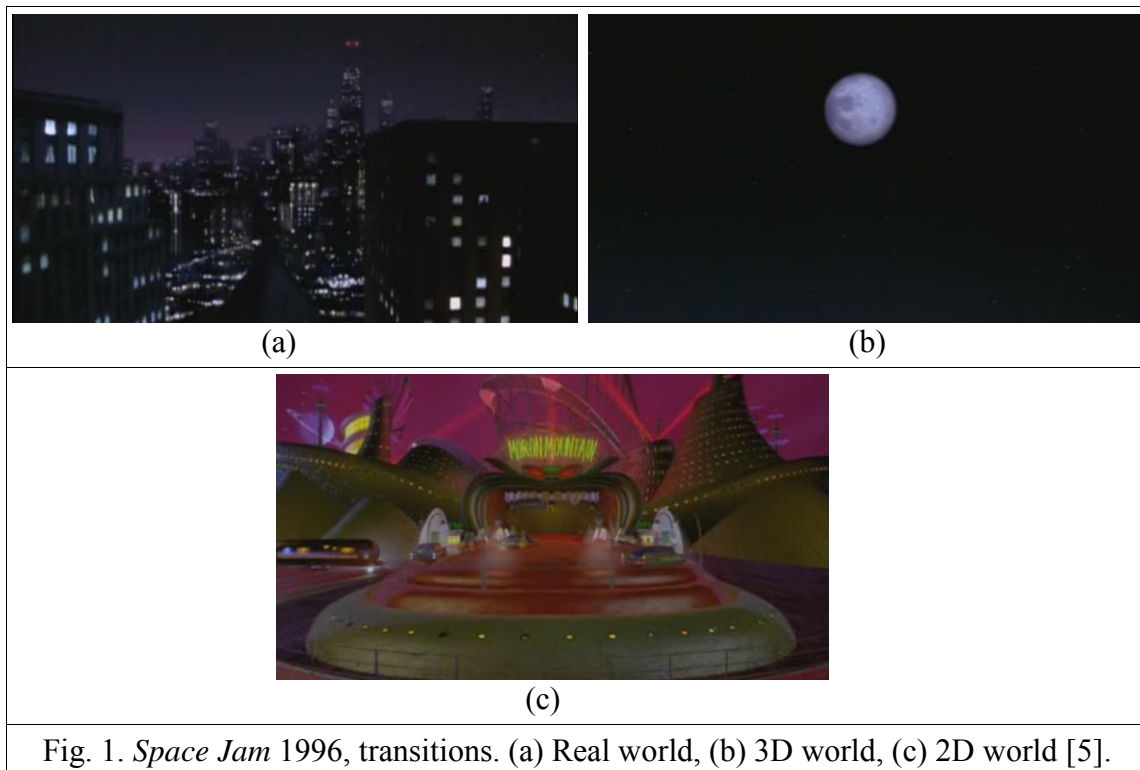 (a)
(b)
MORON MOUNTAIN
(c)
Fig. 1. Space Jam 1996, transitions. (a) Real world, (b) 3D world, (c) 2D world [5].